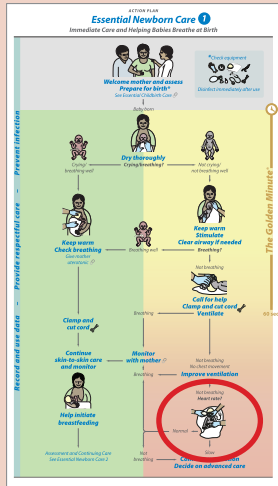 ACTION PLAN
Essential Newborn Care 1
Immediate Care and Helping Babies Breathe at Birth
Welcome mother and assess
Prepare for birth*
See Essential Childbirth Care
*Check equipment
Disinfect immediately after use
Baby born
Dry thoroughly
Crying/breathing?
Crying/
breathing well
Not crying/
not breathing well
Keep warm
Check breathing
Give mother
uterotonic
Breathing well
Keep warm
Stimulate
Clear airway if needed
Breathing?
Not breathing
Call for help
Clamp and cut cord
Ventilate
Breathing
Clamp and
cut cord
Continue
skin-to-skin care
and monitor
Monitor
with mother
Not breathing
No chest movement
Breathing
Improve ventilation
Not breathing
Heart rate?
Help initiate
breastfeeding
Normal
Slow
Assessment and Continuing Care
See Essential Newborn Care 2
Not
breathing
Decide on advanced care
Prevent infection
Provide respectful care
Record and use data
The Golden Minute